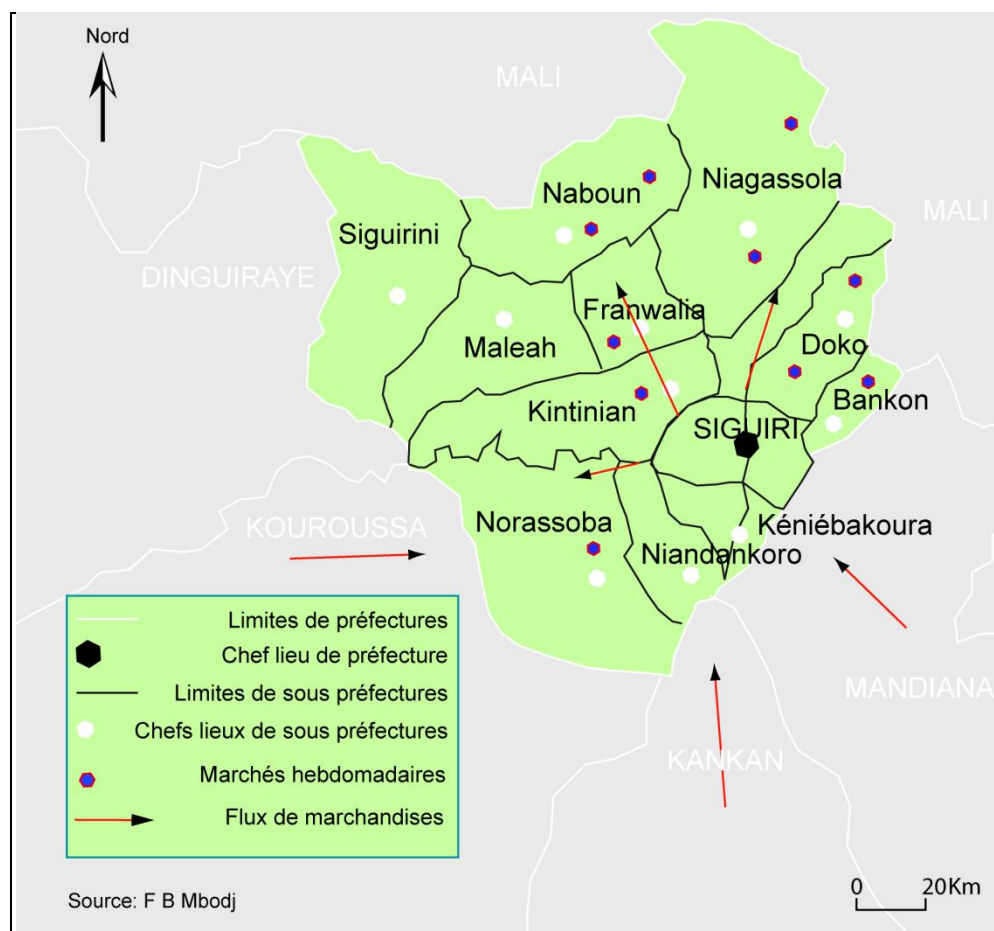 Nord
MALI
Niagassola
Naboun
MALI
Siguirini
DINGUIRAYE
Franwalia
Maleah
Doko
Kintinian
Bankon
SIGUIRI
KOUROUSSA
Norassoba
Kéniébakoura
Niandankoro
MANDIANA
KANKAN
Limites de préfectures
Chef lieu de préfecture
Limites de sous préfectures
Chefs lieux de sous préfectures
Marchés hebdomadaires
Flux de marchandises
Source: F B Mbodj
0 20Km